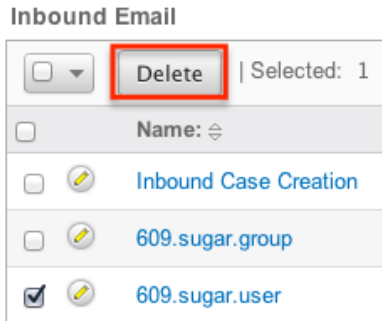 Inbound Email
Delete | Selected: 1
Name:
Inbound Case Creation
609.sugar.group
609.sugar.user